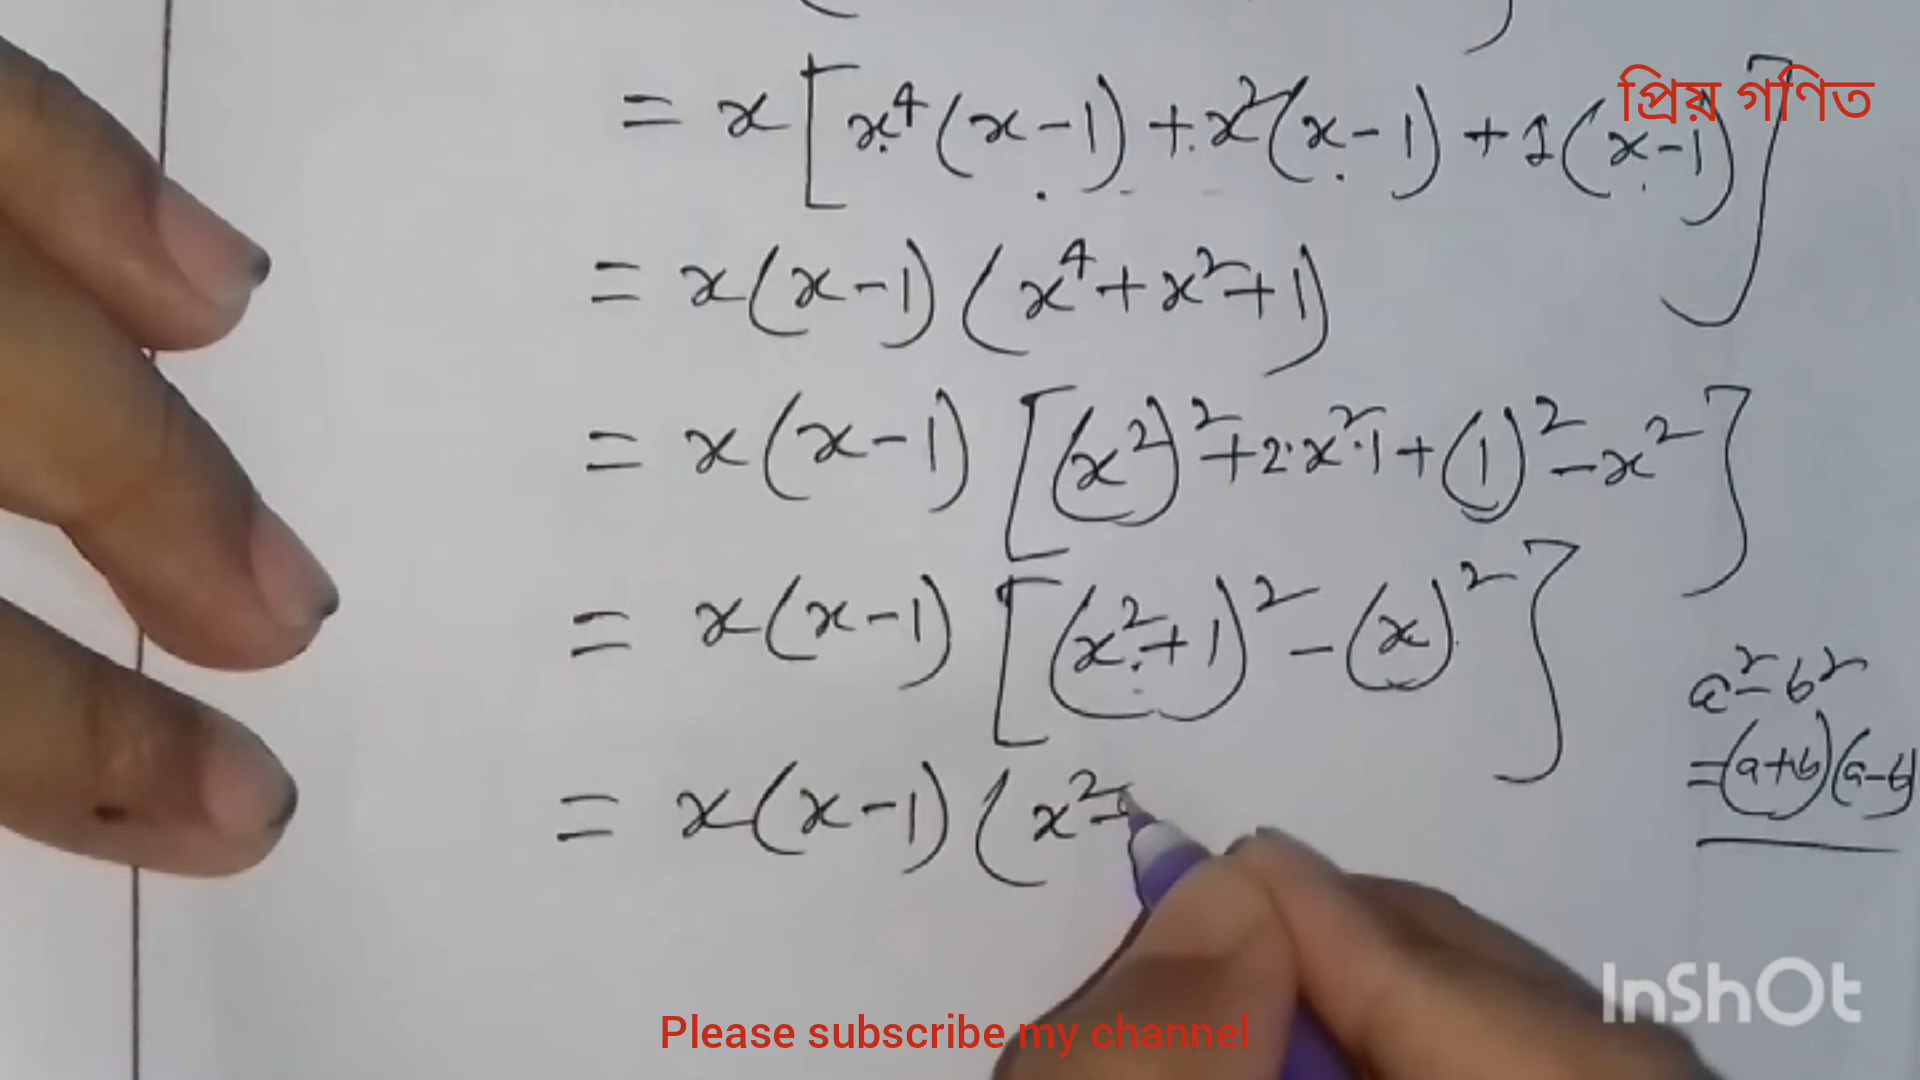 প্রিয় গণিত
= x [x⁴(x-1) + x²(x-1) + 1(x-1)]
= x(x-1) (x⁴+x²+1)
= x(x-1) [(x²)²+2·x²·1+(1)²-x²]
= x(x-1) [(x²+1)² - (x)²]
a²-b²
=(a+b)(a-b)
= x(x-1) (x²+
InShOt
Please subscribe my channel